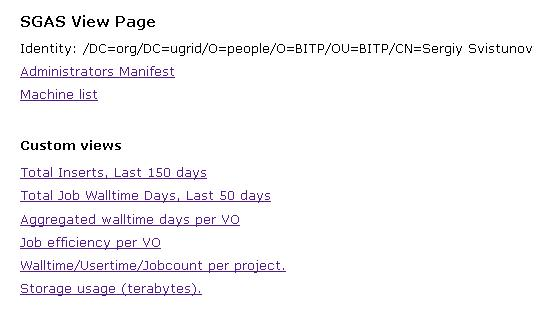 SGAS View Page
Identity: /DC=org/DC=ugrid/O=people/O=BITP/OU=BITP/CN=Sergiy Svistunov
Administrators Manifest
Machine list
Custom views
Total Inserts, Last 150 days
Total Job Walltime Days, Last 50 days
Aggregated walltime days per VO
Job efficiency per VO
Walltime/Usertime/Jobcount per project.
Storage usage (terabytes).